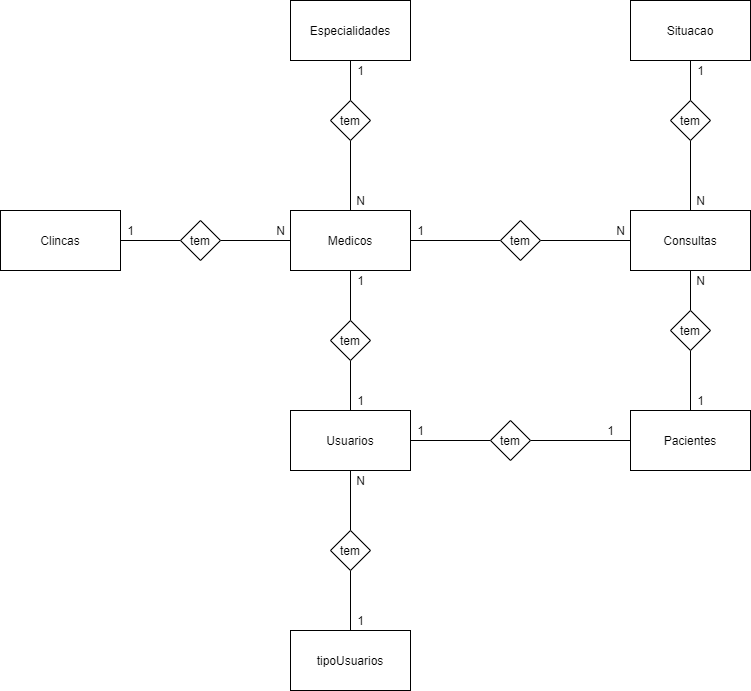 Especialidades
Situacao
1
1
tem
tem
N
N
Clincas
1
tem
N
Medicos
1
tem
N
Consultas
1
N
tem
tem
1
1
Usuarios
1
tem
1
Pacientes
N
tem
1
tipoUsuarios